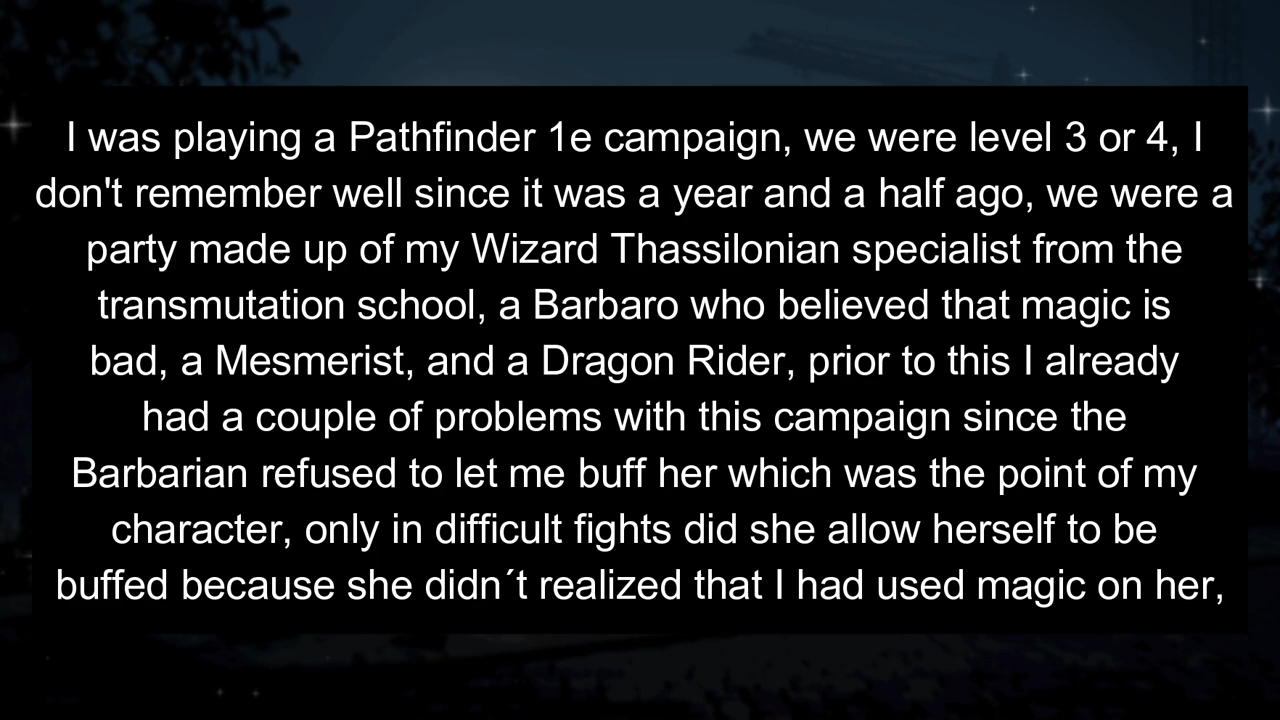 I was playing a Pathfinder 1e campaign, we were level 3 or 4, I
don't remember well since it was a year and a half ago, we were a
party made up of my Wizard Thassilonian specialist from the
transmutation school, a Barbaro who believed that magic is
bad, a Mesmerist, and a Dragon Rider, prior to this I already
had a couple of problems with this campaign since the
Barbarian refused to let me buff her which was the point of my
character, only in difficult fights did she allow herself to be
buffed because she didn´t realized that I had used magic on her,